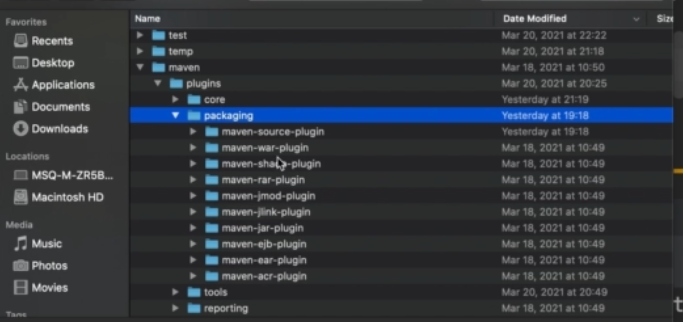 Favorites
Recents
Desktop
Applications
Documents
Downloads
Locations
MSQ-M-ZR5B...
Macintosh HD
Media
Music
Photos
Movies
Tags
Name Date Modified Size
test Mar 20, 2021 at 22:22
temp Mar 20, 2021 at 21:18
maven Mar 18, 2021 at 10:50
plugins Mar 20, 2021 at 20:25
core Yesterday at 21:19
packaging Yesterday at 19:18
maven-source-plugin Yesterday at 19:18
maven-war-plugin Mar 18, 2021 at 10:49
maven-shade-plugin Mar 18, 2021 at 10:49
maven-rar-plugin Mar 18, 2021 at 10:49
maven-jmod-plugin Mar 18, 2021 at 10:49
maven-jlink-plugin Mar 18, 2021 at 10:49
maven-jar-plugin Mar 18, 2021 at 10:49
maven-ejb-plugin Mar 18, 2021 at 10:49
maven-ear-plugin Mar 18, 2021 at 10:49
maven-acr-plugin Mar 18, 2021 at 10:49
tools Mar 20, 2021 at 20:49
reporting Mar 18, 2021 at 10:49
t